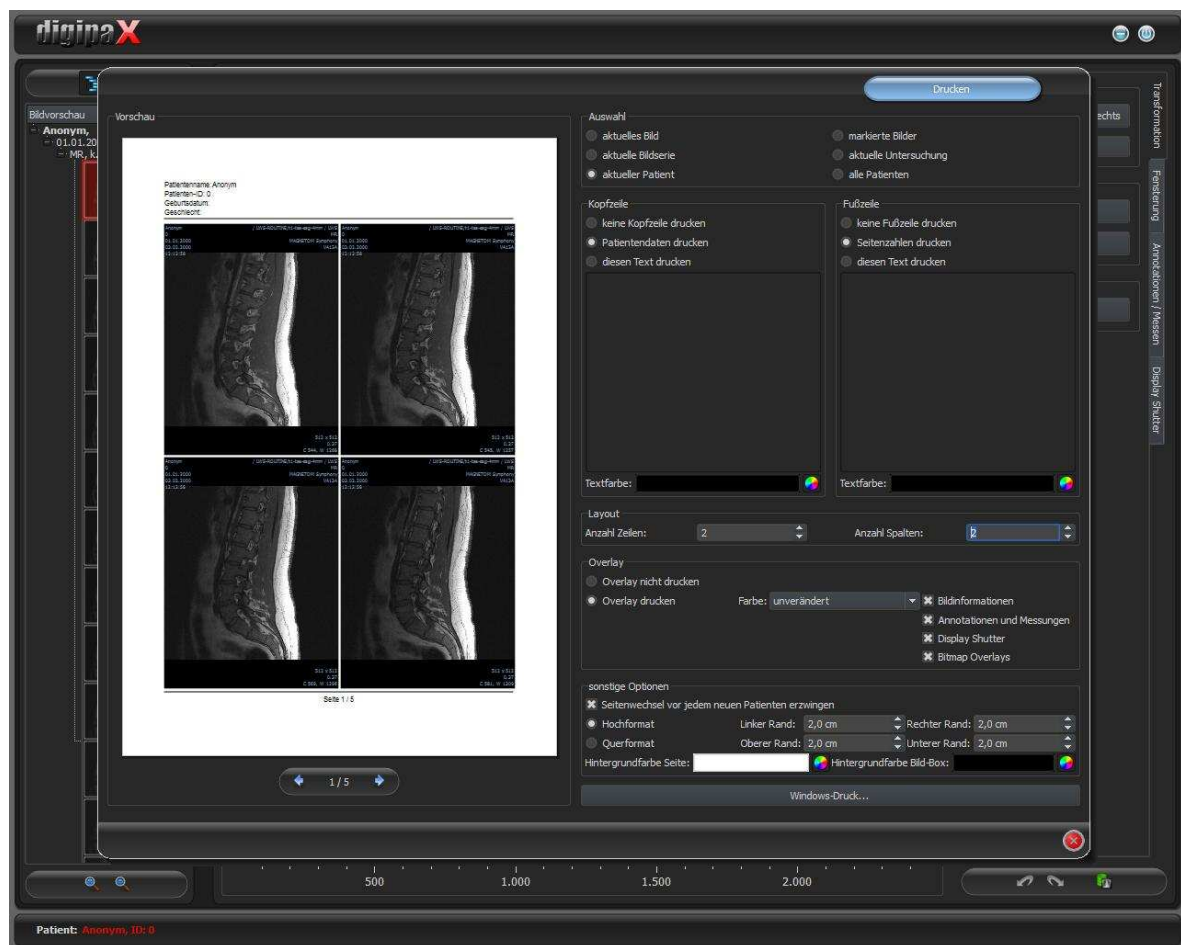 digipaX
Drucken
Bildvorschau
Anonym,
01.01.20
MR, k.
Vorschau
Patientenname: Anonym
Patienten-ID: 0
Geburtsdatum:
Geschlecht:
Seite 1 / 5
1 / 5
Auswahl
aktuelles Bild
markierte Bilder
aktuelle Bildserie
aktuelle Untersuchung
aktueller Patient
alle Patienten
Kopfzeile
keine Kopfzeile drucken
Patientendaten drucken
diesen Text drucken
Textfarbe:
Fußzeile
keine Fußzeile drucken
Seitenzahlen drucken
diesen Text drucken
Textfarbe:
Layout
Anzahl Zeilen: 2 Anzahl Spalten: 2
Overlay
Overlay nicht drucken
Overlay drucken Farbe: unverändert Bildinformationen
Annotationen und Messungen
Display Shutter
Bitmap Overlays
sonstige Optionen
Seitenwechsel vor jedem neuen Patienten erzwingen
Hochformat Linker Rand: 2,0 cm Rechter Rand: 2,0 cm
Querformat Oberer Rand: 2,0 cm Unterer Rand: 2,0 cm
Hintergrundfarbe Seite: Hintergrundfarbe Bild-Box:
Windows-Druck...
echts
Transformation
Fensterung
Annotationen / Messen
Display Shutter
500 1.000 1.500 2.000
Patient: Anonym, ID: 0